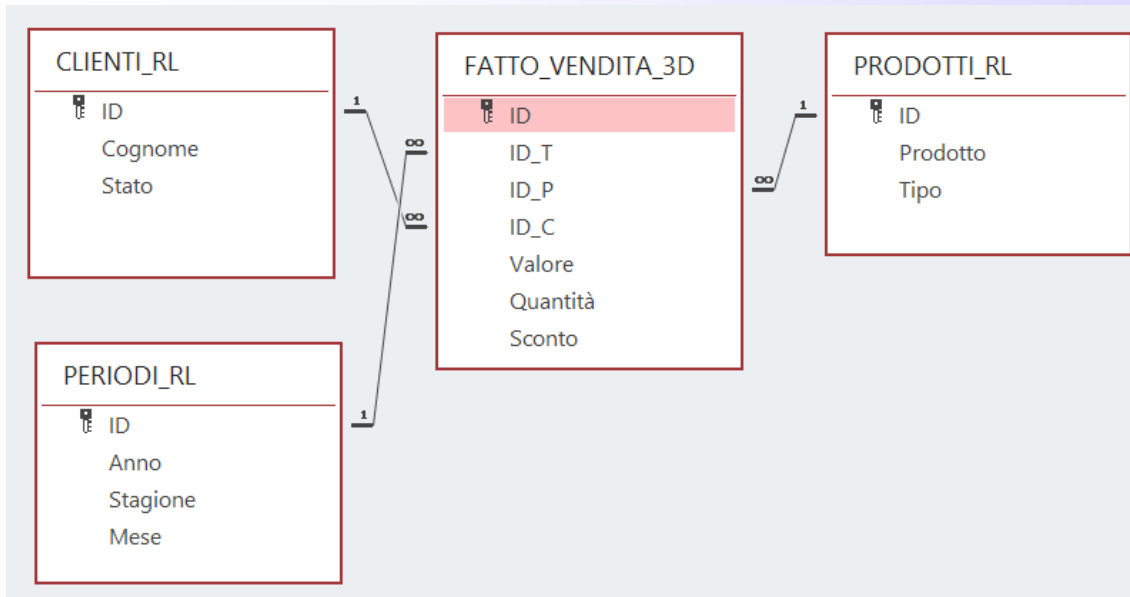 CLIENTI_RL
ID
Cognome
Stato
1
∞
∞
FATTO_VENDITA_3D
ID
ID_T
ID_P
ID_C
Valore
Quantità
Sconto
∞
1
PRODOTTI_RL
ID
Prodotto
Tipo
PERIODI_RL
ID
Anno
Stagione
Mese
1